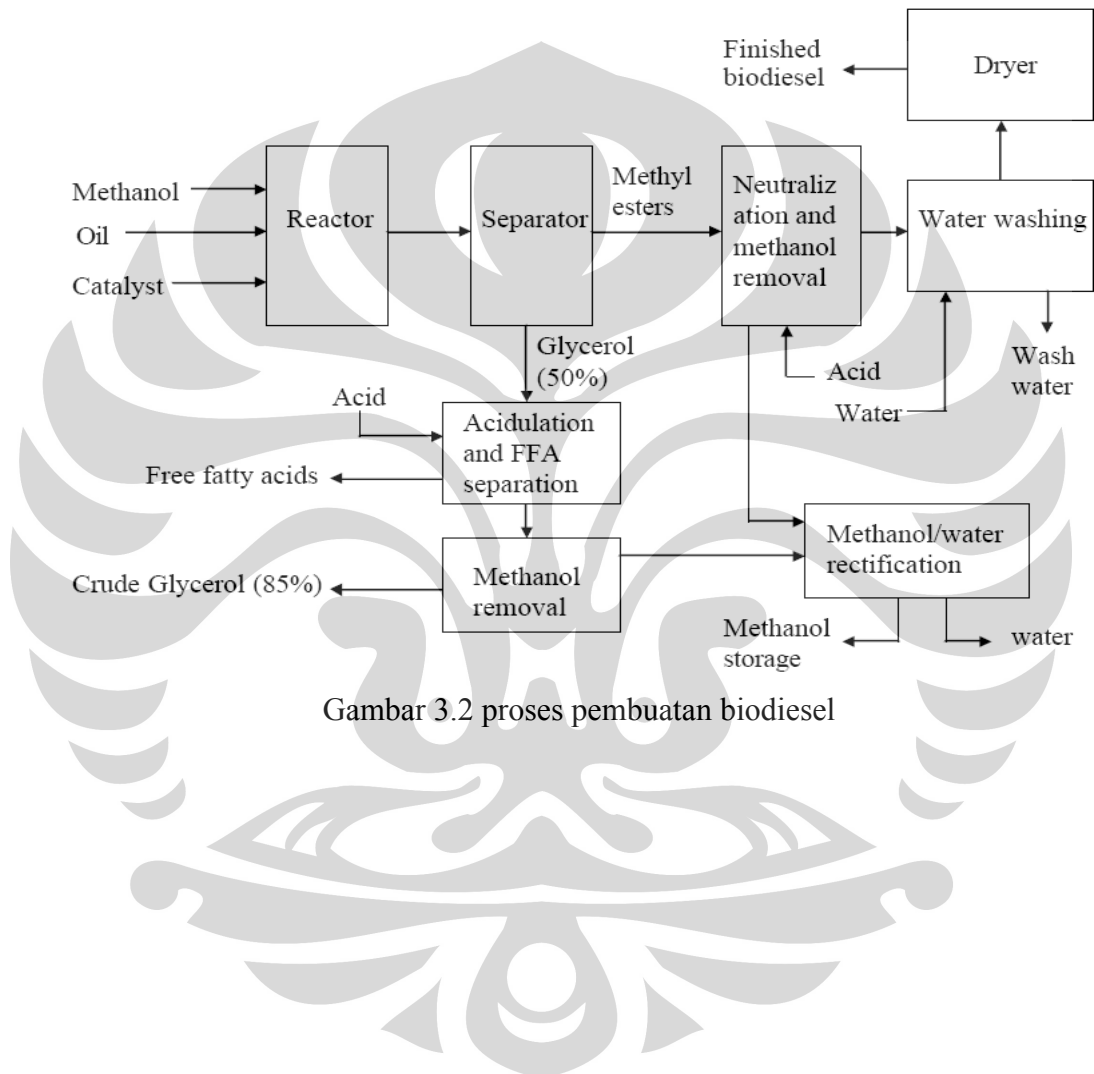 Finished
biodiesel
Dryer
Methanol
Oil
Catalyst
Reactor
Separator
Methyl
esters
Neutraliz
ation and
methanol
removal
Water washing
Glycerol
(50%)
Acid
Water
Wash
water
Acid
Acidulation
and FFA
separation
Free fatty acids
Methanol
removal
Crude Glycerol (85%)
Methanol/water
rectification
Methanol
storage
water
Gambar 3.2 proses pembuatan biodiesel